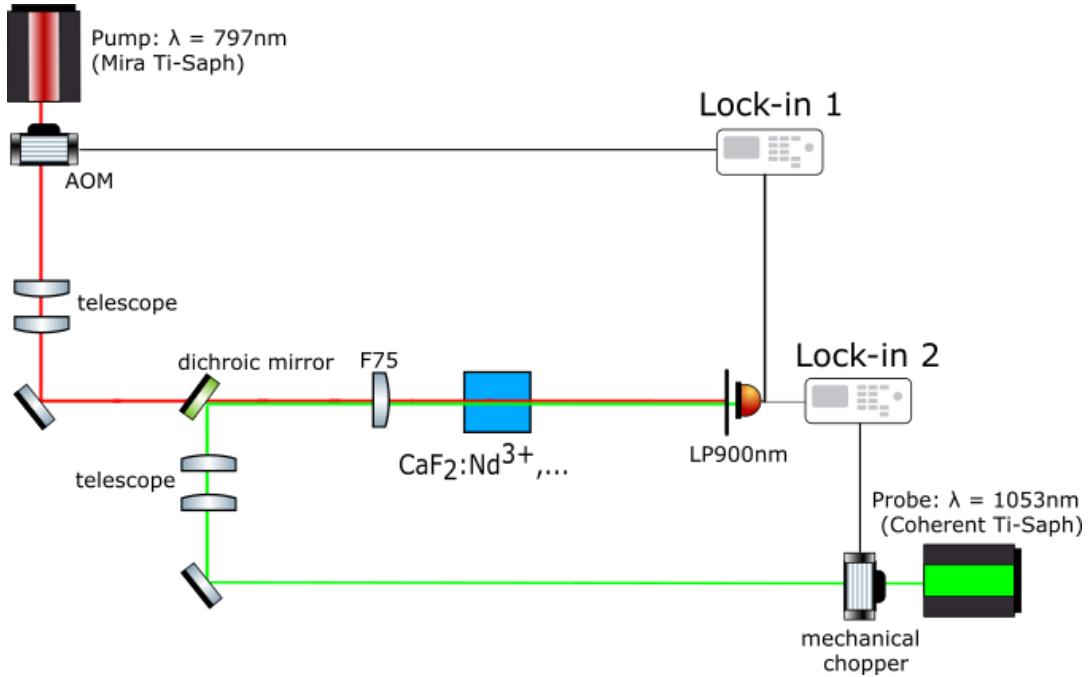 Pump: λ = 797nm
(Mira Ti-Saph)
Lock-in 1
AOM
telescope
dichroic mirror
F75
Lock-in 2
LP900nm
CaF₂:Nd³⁺,...
telescope
Probe: λ = 1053nm
(Coherent Ti-Saph)
mechanical
chopper